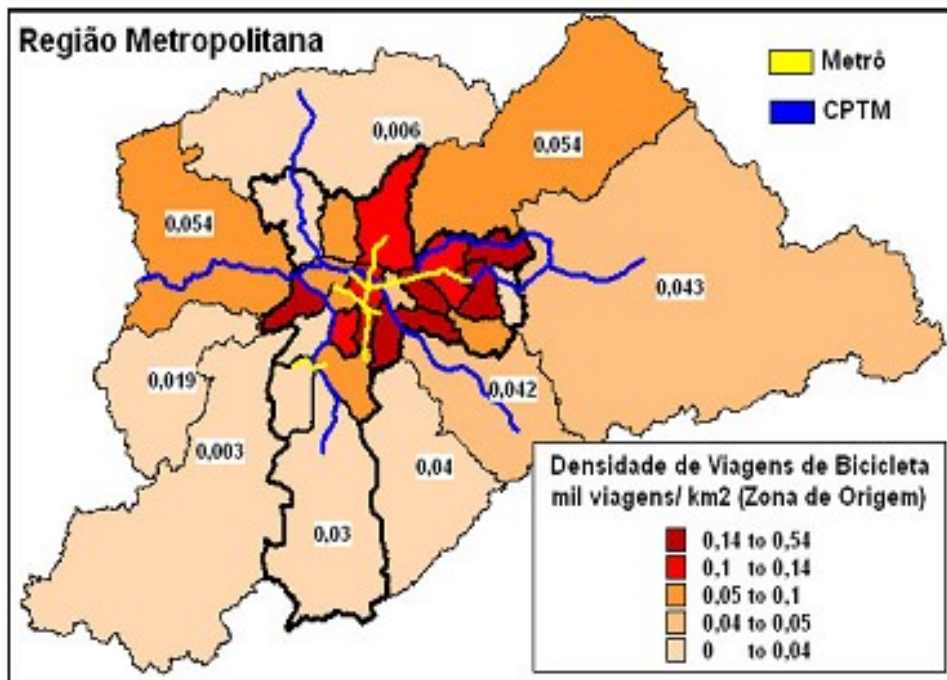 Região Metropolitana
Metrô
CPTM
0,006
0,054
0,054
0,043
0,019
0,042
0,003
0,04
0,03
Densidade de Viagens de Bicicleta
mil viagens/ km2 (Zona de Origem)
0,14 to 0,54
0,1 to 0,14
0,05 to 0,1
0,04 to 0,05
0 to 0,04